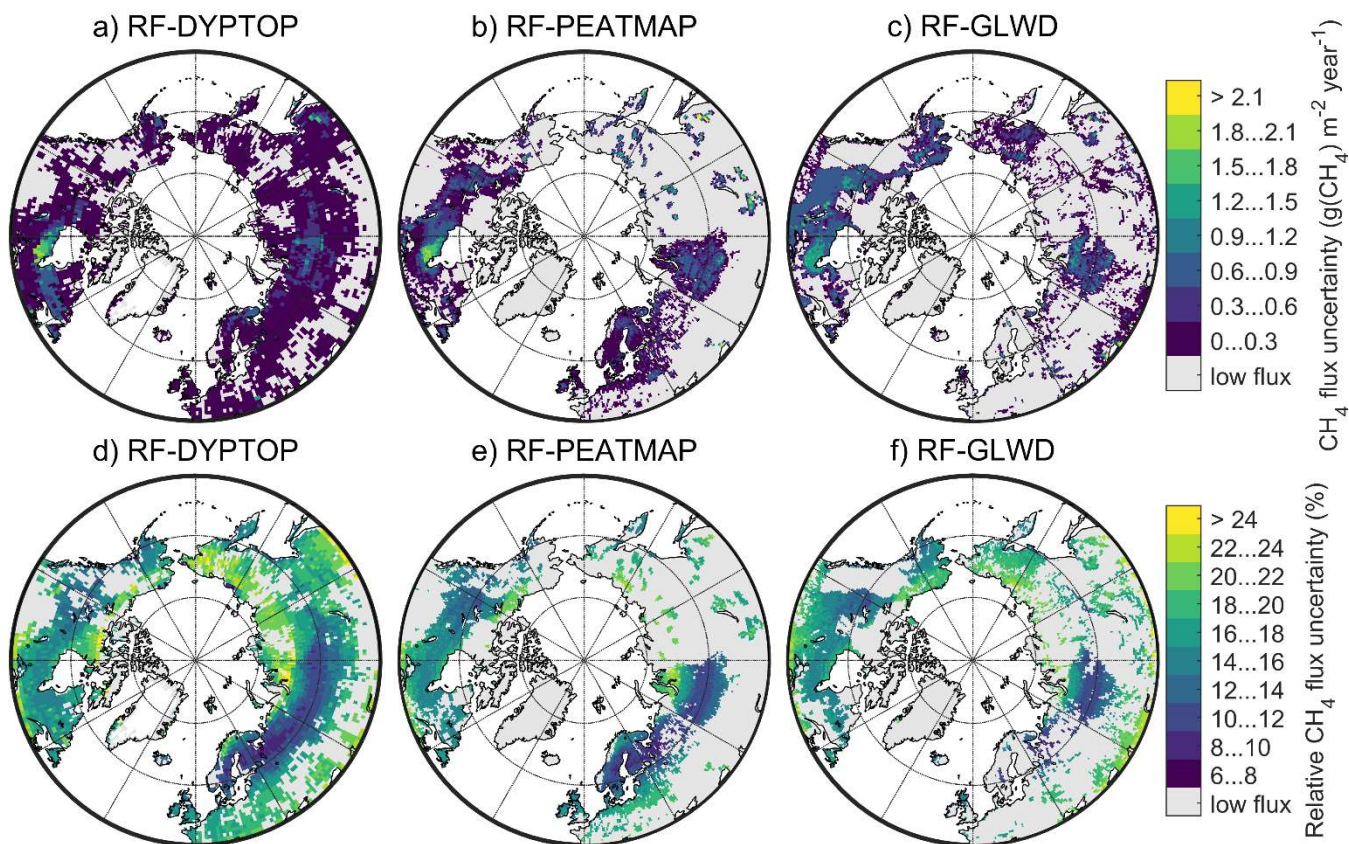 a) RF-DYPTOP
b) RF-PEATMAP
c) RF-GLWD
> 2.1
1.8...2.1
1.5...1.8
1.2...1.5
0.9...1.2
0.6...0.9
0.3...0.6
0...0.3
low flux
CH₄ flux uncertainty (g(CH₄) m⁻² year⁻¹)
d) RF-DYPTOP
e) RF-PEATMAP
f) RF-GLWD
> 24
22...24
20...22
18...20
16...18
14...16
12...14
10...12
8...10
6...8
low flux
Relative CH₄ flux uncertainty (%)